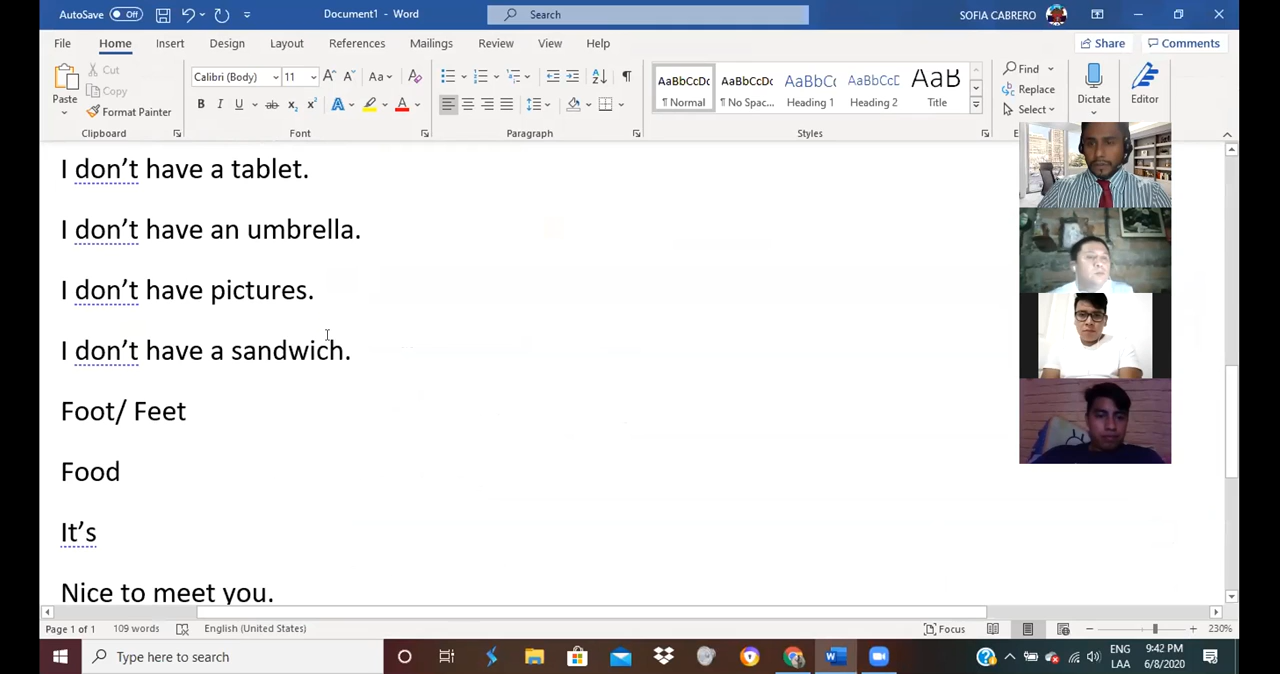 AutoSave Off Document1 - Word Search SOFIA CABRERO
File Home Insert Design Layout References Mailings Review View Help Share Comments
Paste Cut Copy Format Painter
Calibri (Body) 11
AaBbCcDc AaBbCcDc AaBbCc AaBbCcD AaB
¶ Normal ¶ No Spac... Heading 1 Heading 2 Title
Find Replace Select Dictate Editor
Clipboard Font Paragraph Styles
I don’t have a tablet.
I don’t have an umbrella.
I don’t have pictures.
I don’t have a sandwich.
Foot/ Feet
Food
It’s
Nice to meet you.
Page 1 of 1 109 words English (United States) Focus 230%
Type here to search
ENG
LAA
9:42 PM
6/8/2020